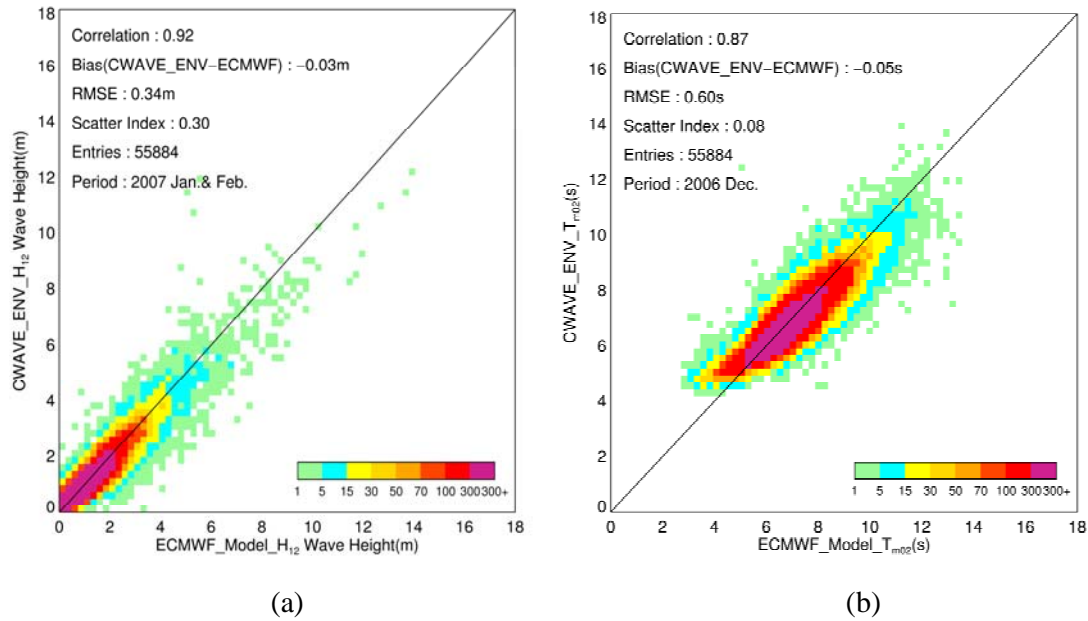 Correlation : 0.92
Bias(CWAVE_ENV−ECMWF) : −0.03m
RMSE : 0.34m
Scatter Index : 0.30
Entries : 55884
Period : 2007 Jan.& Feb.
18
16
14
12
10
8
6
4
2
0
CWAVE_ENV_H12 Wave Height(m)
1 5 15 30 50 70 100 300 300+
0 2 4 6 8 10 12 14 16 18
ECMWF_Model_H12 Wave Height(m)
(a)
Correlation : 0.87
Bias(CWAVE_ENV−ECMWF) : −0.05s
RMSE : 0.60s
Scatter Index : 0.08
Entries : 55884
Period : 2006 Dec.
18
16
14
12
10
8
6
4
2
0
CWAVE_ENV_Tm02(s)
1 5 15 30 50 70 100 300 300+
0 2 4 6 8 10 12 14 16 18
ECMWF_Model_Tm02(s)
(b)